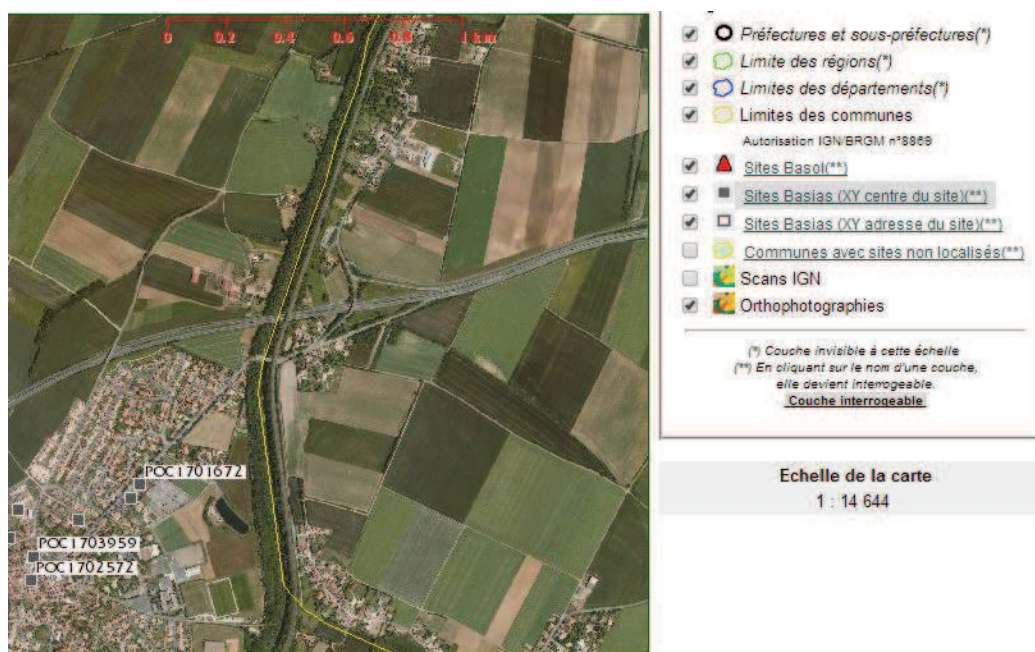 0 0.2 0.4 0.6 0.8 1 km
POC1701672
POC1703959
POC1702572
Préfectures et sous-préfectures(*)
Limite des régions(*)
Limites des départements(*)
Limites des communes
Autorisation IGN/BRGM n°8869
Sites Basol(**)
Sites Basias (XY centre du site)(**)
Sites Basias (XY adresse du site)(**)
Communes avec sites non localisés(**)
Scans IGN
Orthophotographies
(*) Couche invisible à cette échelle
(**) En cliquant sur le nom d'une couche,
elle devient interrogeable.
Couche interrogeable
Echelle de la carte
1 : 14 644